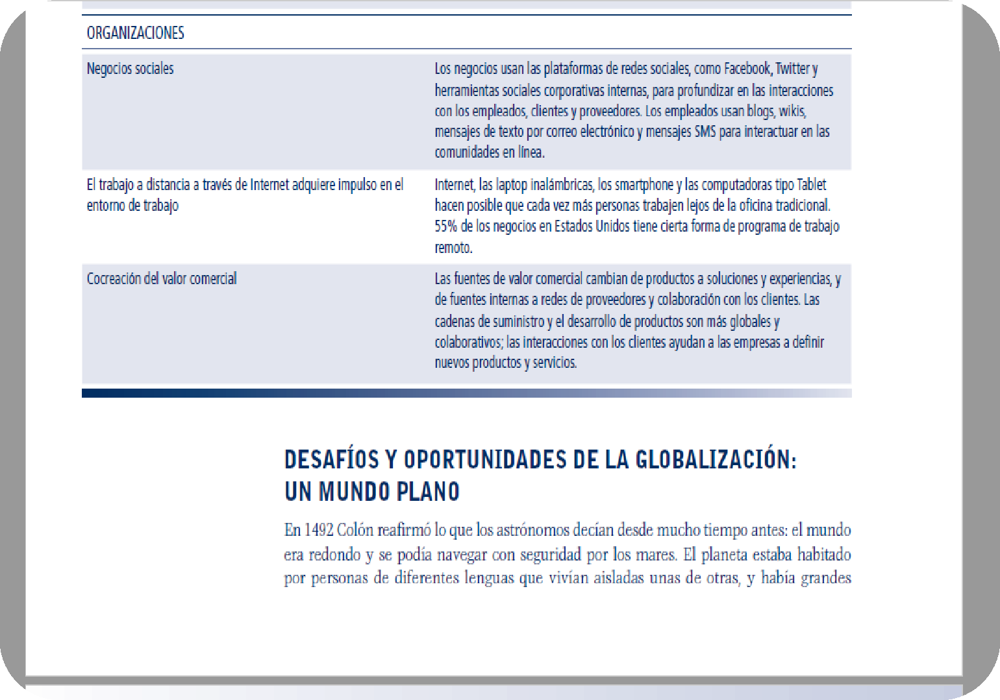 ORGANIZACIONES
Negocios sociales
Los negocios usan las plataformas de redes sociales, como Facebook, Twitter y
herramientas sociales corporativas internas, para profundizar en las interacciones
con los empleados, clientes y proveedores. Los empleados usan blogs, wikis,
mensajes de texto por correo electrónico y mensajes SMS para interactuar en las
comunidades en línea.
El trabajo a distancia a través de Internet adquiere impulso en el
entorno de trabajo
Internet, las laptop inalámbricas, los smartphone y las computadoras tipo Tablet
hacen posible que cada vez más personas trabajen lejos de la oficina tradicional.
55% de los negocios en Estados Unidos tiene cierta forma de programa de trabajo
remoto.
Cocreación del valor comercial
Las fuentes de valor comercial cambian de productos a soluciones y experiencias, y
de fuentes internas a redes de proveedores y colaboración con los clientes. Las
cadenas de suministro y el desarrollo de productos son más globales y
colaborativos; las interacciones con los clientes ayudan a las empresas a definir
nuevos productos y servicios.
DESAFÍOS Y OPORTUNIDADES DE LA GLOBALIZACIÓN:
UN MUNDO PLANO
En 1492 Colón reafirmó lo que los astrónomos decían desde mucho tiempo antes: el mundo
era redondo y se podía navegar con seguridad por los mares. El planeta estaba habitado
por personas de diferentes lenguas que vivían aisladas unas de otras, y había grandes